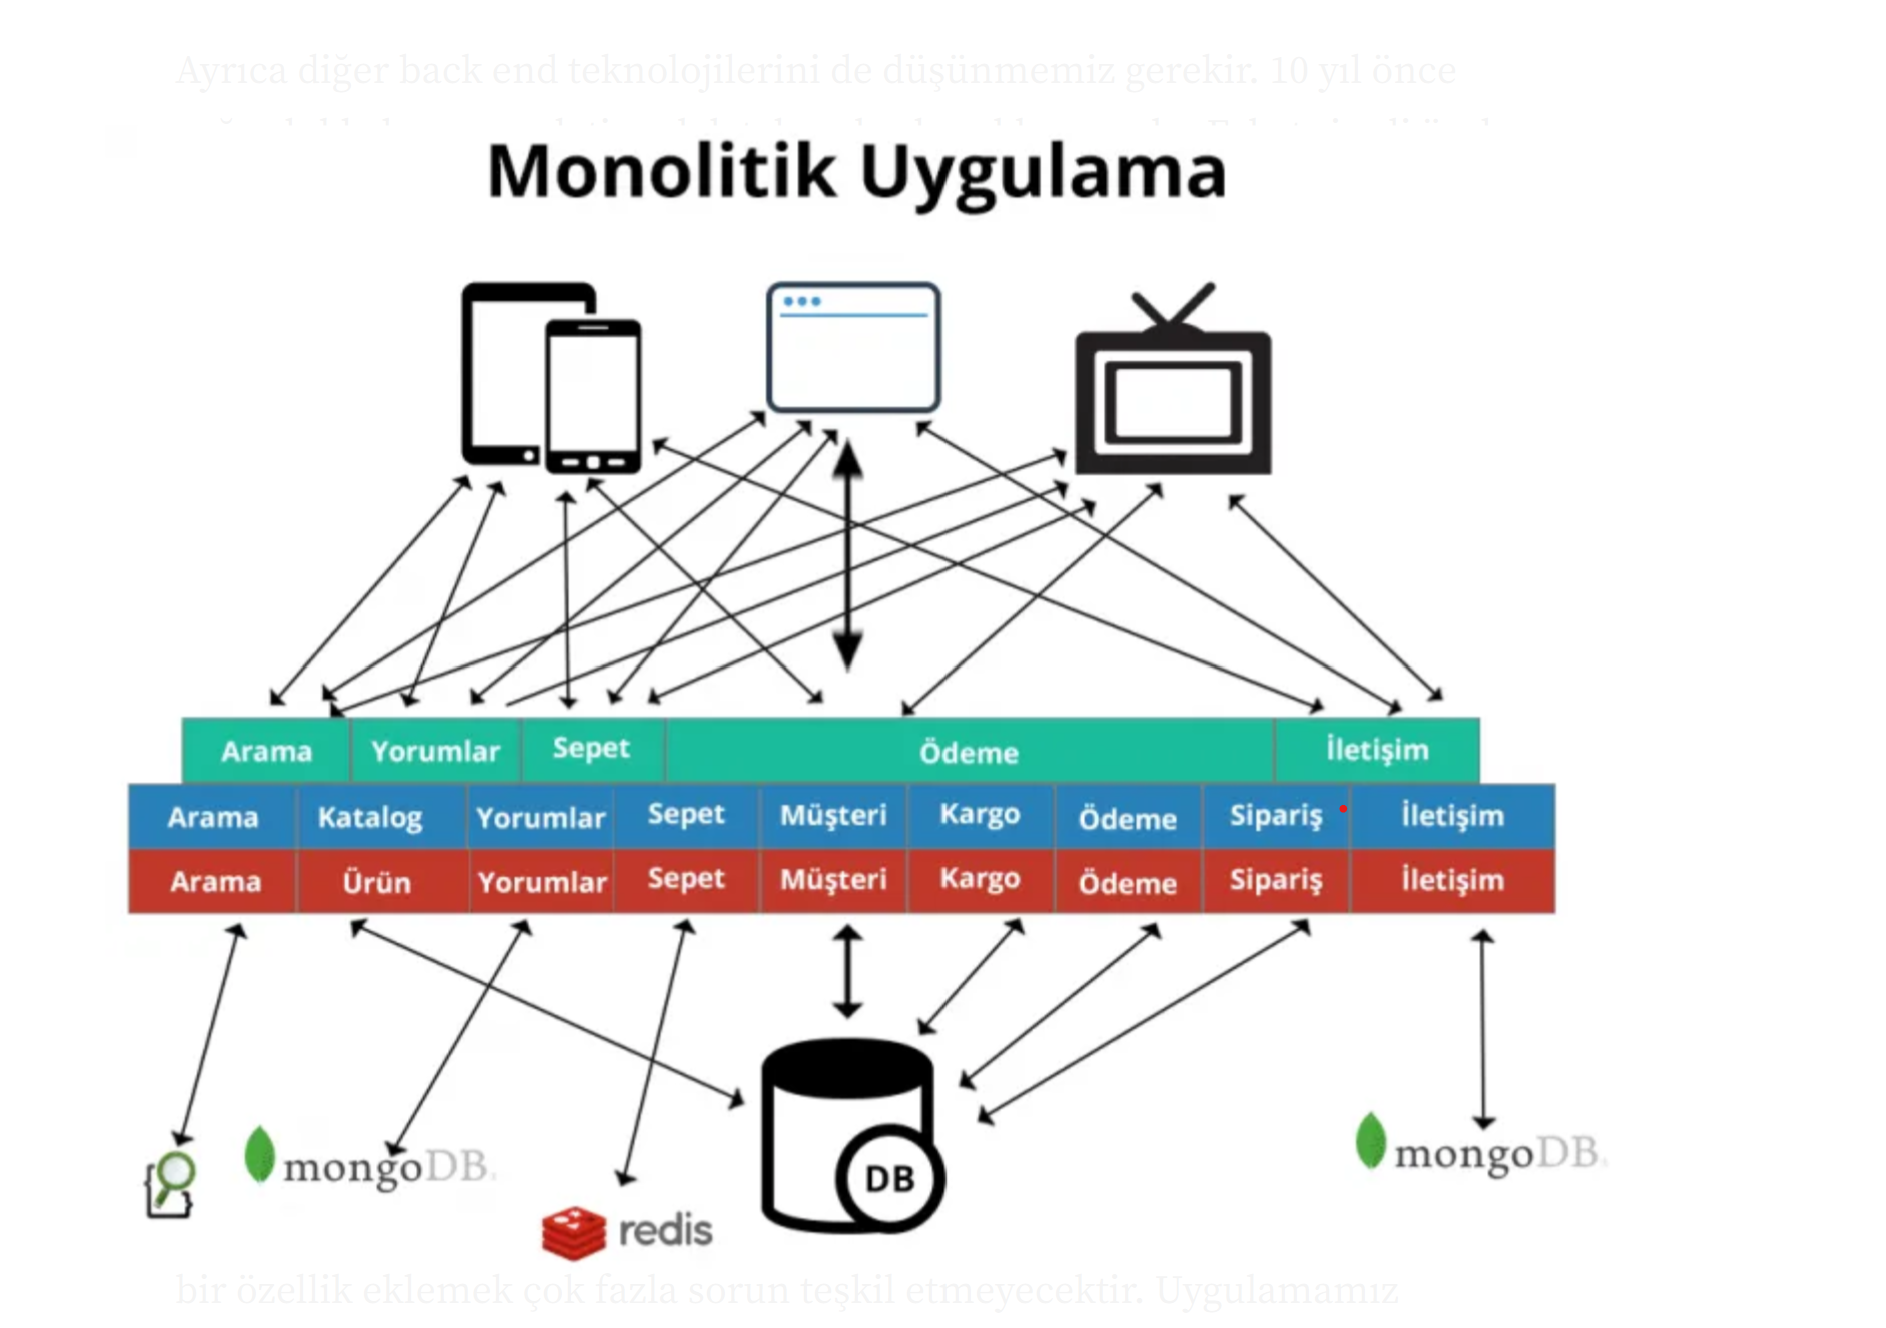 Ayrıca diğer back end teknolojilerini de düşünmemiz gerekir. 10 yıl önce
Monolitik Uygulama
Arama Yorumlar Sepet Ödeme İletişim
Arama Katalog Yorumlar Sepet Müşteri Kargo Ödeme Sipariş İletişim
Arama Ürün Yorumlar Sepet Müşteri Kargo Ödeme Sipariş İletişim
mongoDB.
mongoDB.
redis
DB
bir özellik eklemek çok fazla sorun teşkil etmeyecektir. Uygulamamız